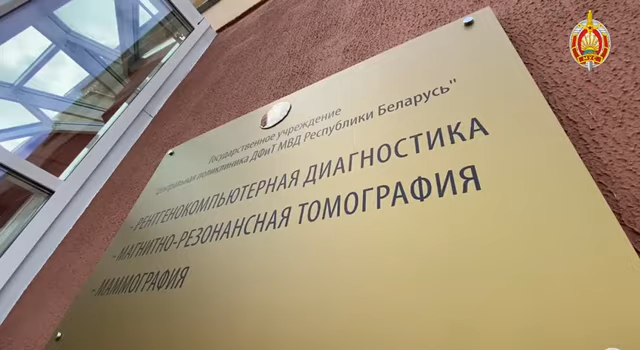 Государственное учреждение
"Центральная поликлиника ДФиТ МВД Республики Беларусь"
- РЕНТГЕНОКОМПЬЮТЕРНАЯ ДИАГНОСТИКА
- МАГНИТНО-РЕЗОНАНСНАЯ ТОМОГРАФИЯ
- МАММОГРАФИЯ